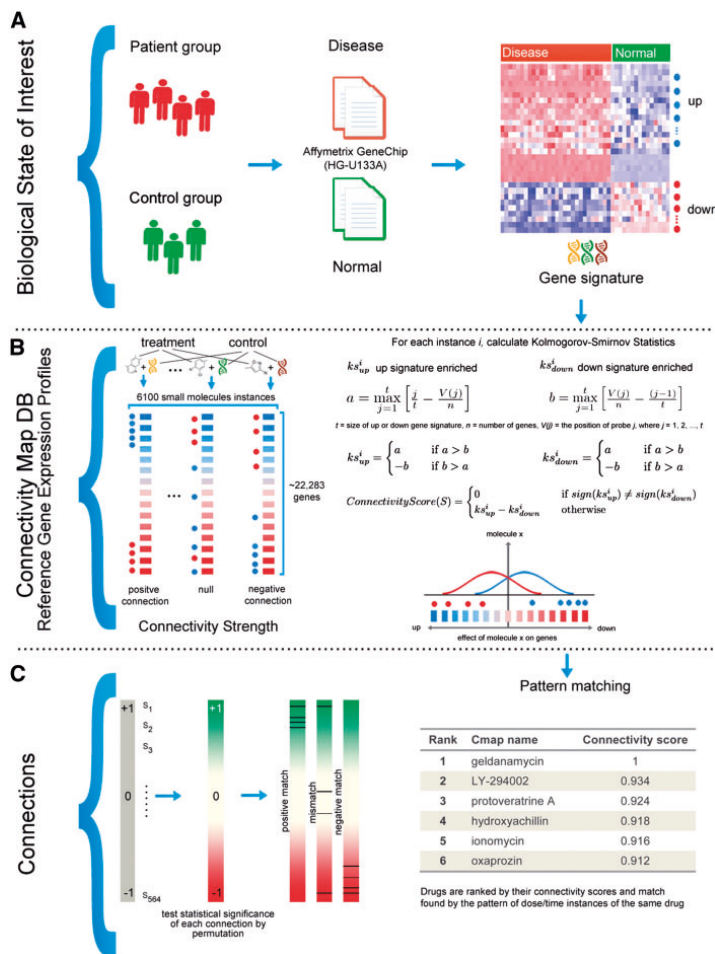 A
Biological State of Interest
Patient group
Control group
Disease
Affymetrix GeneChip
(HG-U133A)
Normal
Disease Normal
up
down
Gene signature
B
Connectivity Map DB
Reference Gene Expression Profiles
treatment control
+ + +
6100 small molecules instances
~22,283
genes
positve
connection
null
negative
connection
Connectivity Strength
For each instance i, calculate Kolmogorov-Smirnov Statistics
ks^i_up up signature enriched
ks^i_down down signature enriched
a = max_{j=1}^{t} [j/t − V(j)/n]
b = max_{j=1}^{t} [V(j)/n − (j−1)/t]
t = size of up or down gene signature, n = number of genes, V(j) = the position of probe j, where j = 1, 2, ..., t
ks^i_up = { a if a > b
−b if b > a
ks^i_down = { a if a > b
−b if b > a
ConnectivityScore(S) = { 0 if sign(ks^i_up) ≠ sign(ks^i_down)
ks^i_up − ks^i_down otherwise
molecule x
up down
effect of molecule x on genes
C
Connections
+1
0
-1
S1
S2
S3
S564
+1
0
-1
test statistical significance
of each connection by
permutation
positive match
mismatch
negative match
Pattern matching
Rank Cmap name Connectivity score
1 geldanamycin 1
2 LY-294002 0.934
3 protoveratrine A 0.924
4 hydroxyachillin 0.918
5 ionomycin 0.916
6 oxaprozin 0.912
Drugs are ranked by their connectivity scores and match
found by the pattern of dose/time instances of the same drug